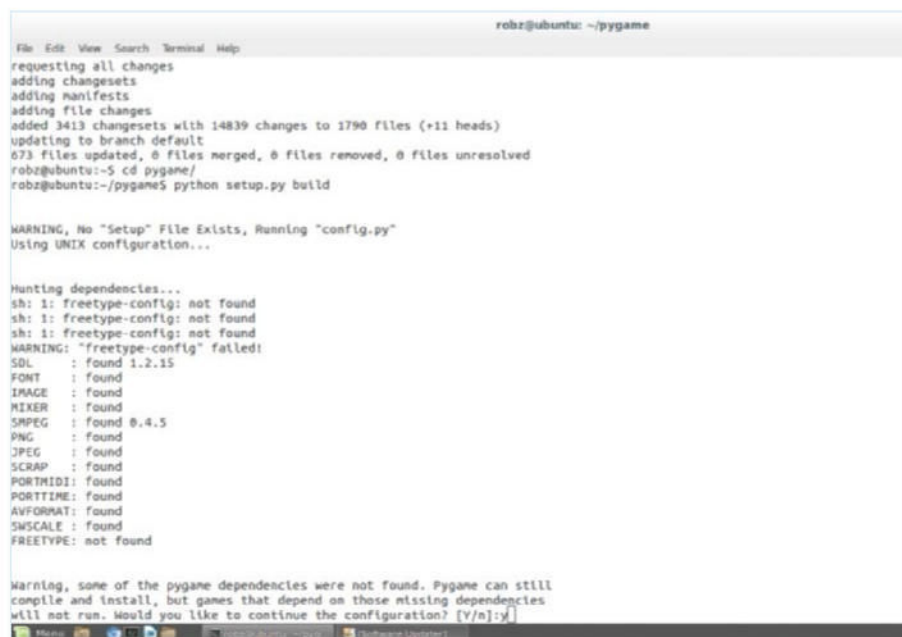 robz@ubuntu: ~/pygame
File Edit View Search Terminal Help
requesting all changes
adding changesets
adding manifests
adding file changes
added 3413 changesets with 14839 changes to 1790 files (+11 heads)
updating to branch default
673 files updated, 0 files merged, 0 files removed, 0 files unresolved
robz@ubuntu:~$ cd pygame/
robz@ubuntu:~/pygame$ python setup.py build
WARNING, No "Setup" File Exists, Running "config.py"
Using UNIX configuration...
Hunting dependencies...
sh: 1: freetype-config: not found
sh: 1: freetype-config: not found
sh: 1: freetype-config: not found
WARNING: "freetype-config" failed!
SDL     : found 1.2.15
FONT    : found
IMAGE   : found
MIXER   : found
SMPEG   : found 0.4.5
PNG     : found
JPEG    : found
SCRAP   : found
PORTMIDI: found
PORTTIME: found
AVFORMAT: found
SWSCALE : found
FREETYPE: not found
Warning, some of the pygame dependencies were not found. Pygame can still
compile and install, but games that depend on those missing dependencies
will not run. Would you like to continue the configuration? [Y/n]:y
Menu
[Software Updater]